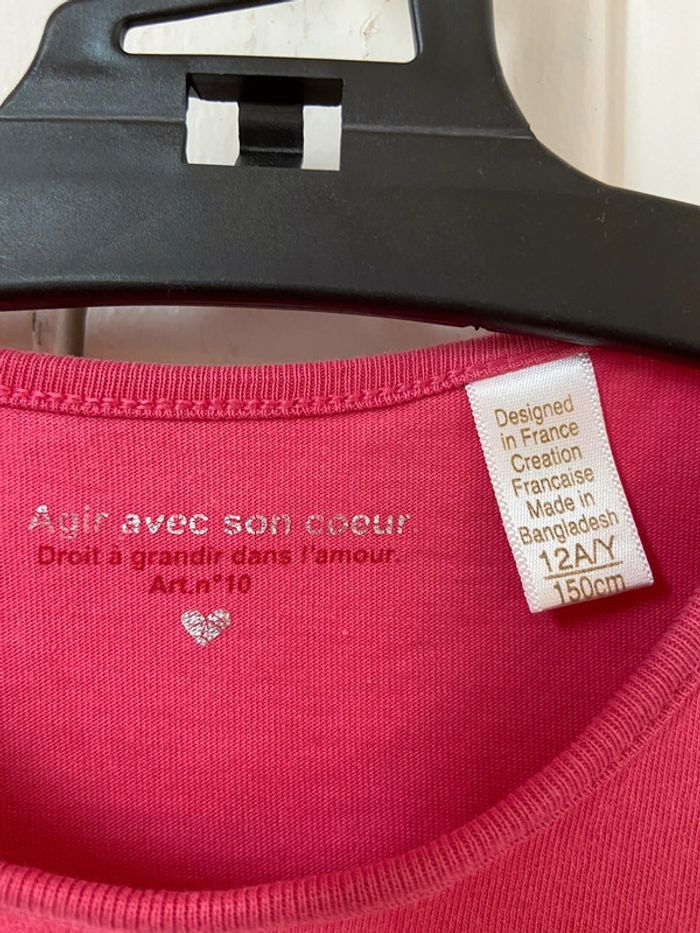 Agir avec son coeur.
Droit à grandir dans l'amour.
Art.n°10
Designed
in France
Creation
Francaise
Made in
Bangladesh
12A/Y
150cm